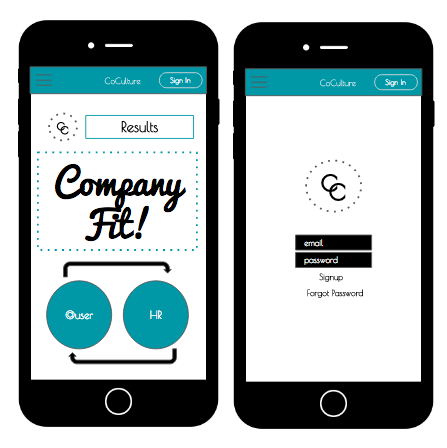 CoCulture
Sign In
CC
Results
Company
Fit!
©user
HR
CoCulture
Sign In
CC
email
password
Signup
Forgot Password